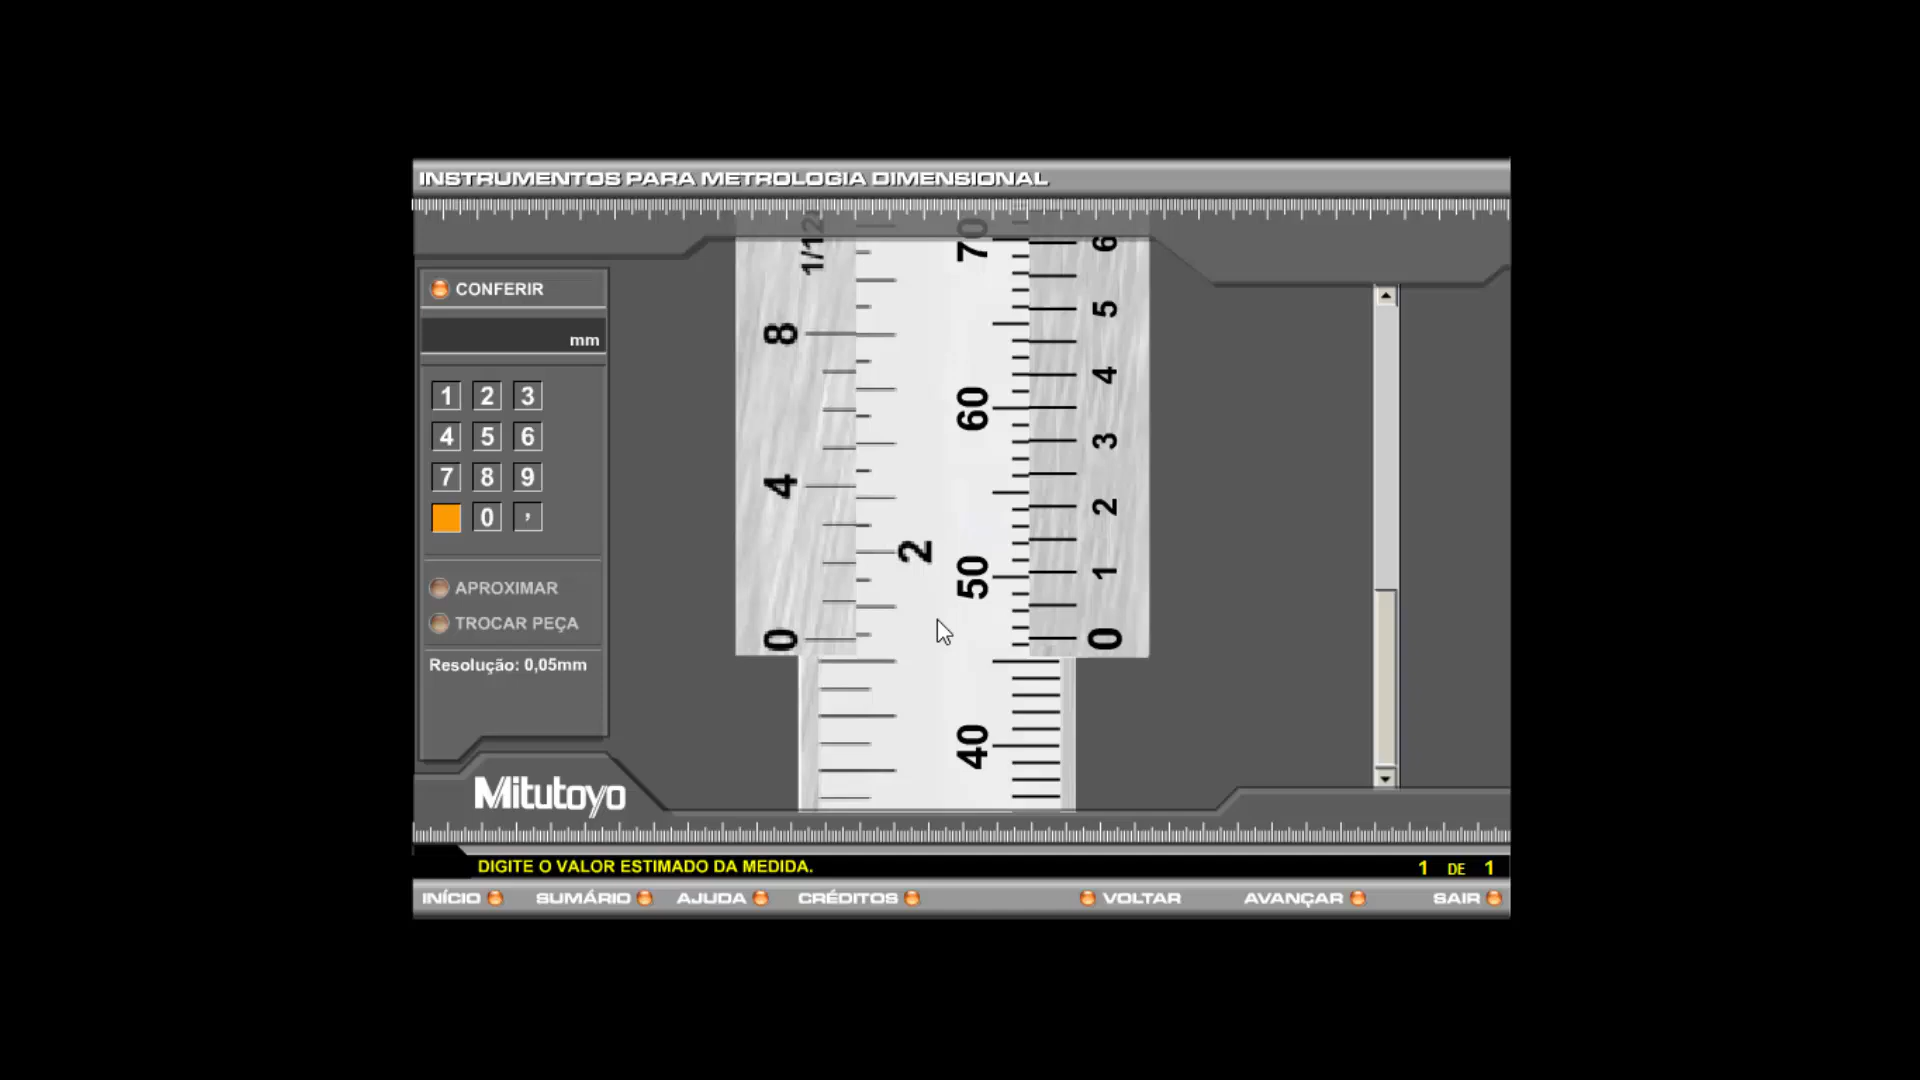 INSTRUMENTOS PARA METROLOGIA DIMENSIONAL
CONFERIR
mm
1 2 3
4 5 6
7 8 9
0 ,
APROXIMAR
TROCAR PEÇA
Resolução: 0,05mm
Mitutoyo
1/12
8
4
0
2
70
60
50
40
6
5
4
3
2
1
0
DIGITE O VALOR ESTIMADO DA MEDIDA.
1 DE 1
INÍCIO SUMÁRIO AJUDA CRÉDITOS VOLTAR AVANÇAR SAIR